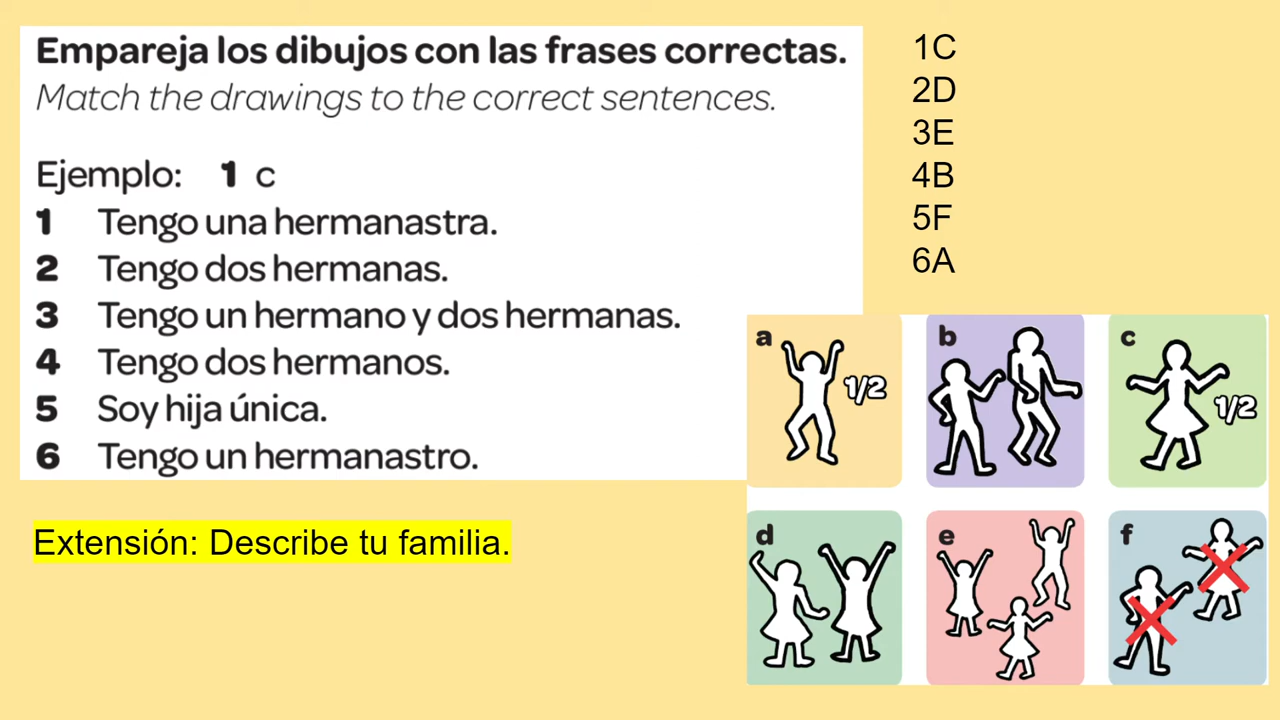 Empareja los dibujos con las frases correctas.
Match the drawings to the correct sentences.
Ejemplo: 1 c
1 Tengo una hermanastra.
2 Tengo dos hermanas.
3 Tengo un hermano y dos hermanas.
4 Tengo dos hermanos.
5 Soy hija única.
6 Tengo un hermanastro.
Extensión: Describe tu familia.
1C
2D
3E
4B
5F
6A
a
1/2
b
c
1/2
d
e
f